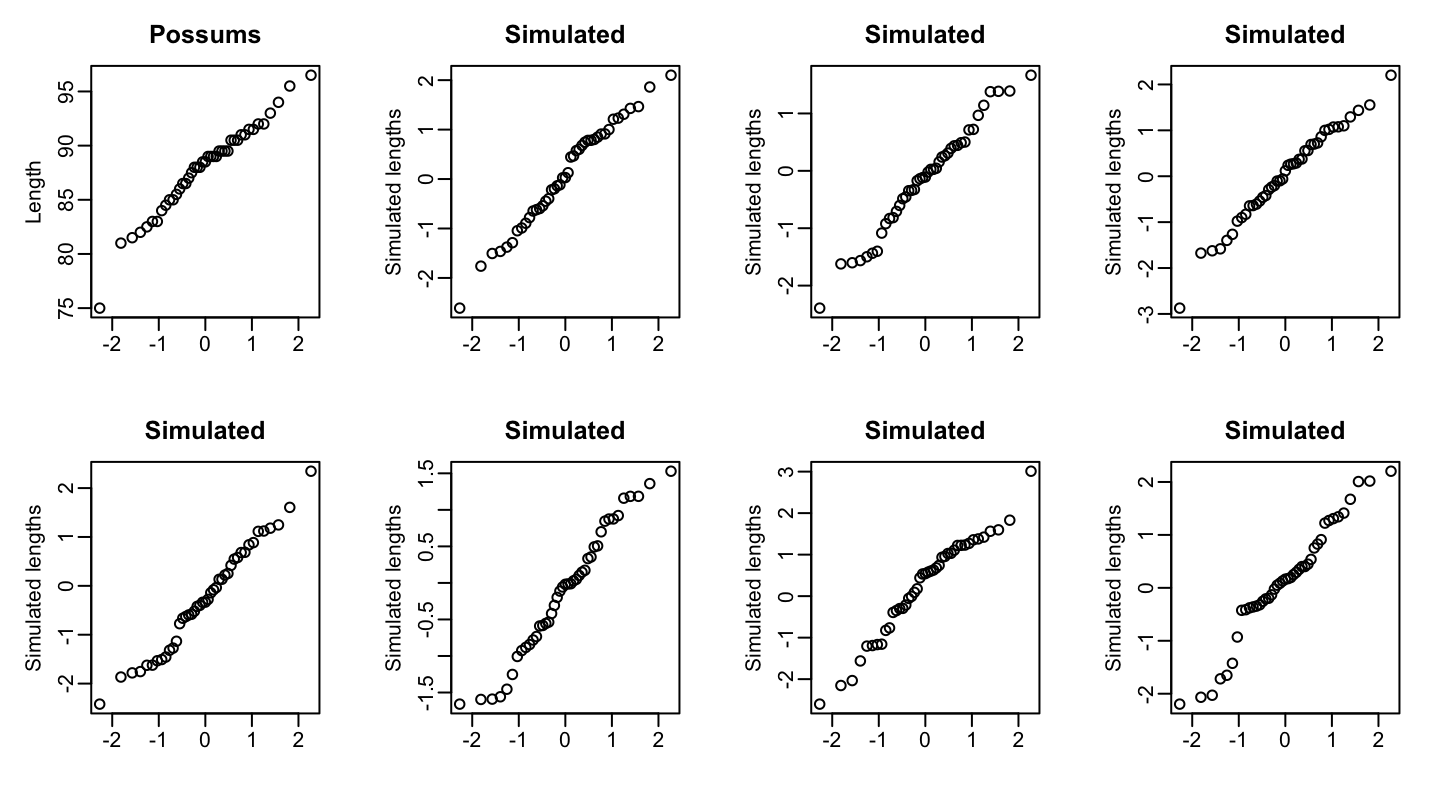 Possums
Simulated
Simulated
Simulated
Length
75 80 85 90 95
-2 -1 0 1 2
Simulated lengths
-2 -1 0 1 2
-2 -1 0 1 2
Simulated lengths
-2 -1 0 1
-2 -1 0 1 2
Simulated lengths
-3 -2 -1 0 1 2
-2 -1 0 1 2
Simulated
Simulated
Simulated
Simulated
Simulated lengths
-2 -1 0 1 2
-2 -1 0 1 2
Simulated lengths
-1.5 -0.5 0.5 1.5
-2 -1 0 1 2
Simulated lengths
-2 -1 0 1 2 3
-2 -1 0 1 2
Simulated lengths
-2 -1 0 1 2
-2 -1 0 1 2